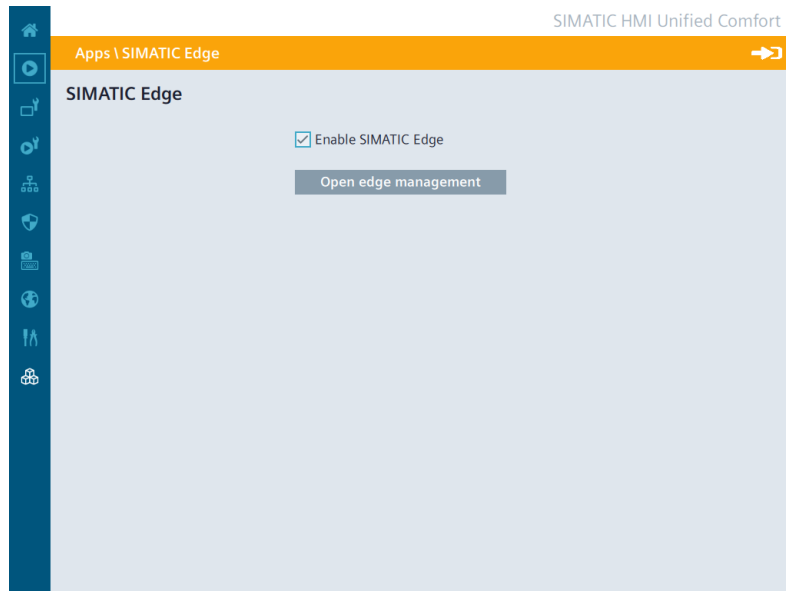 SIMATIC HMI Unified Comfort
Apps \ SIMATIC Edge
SIMATIC Edge
Enable SIMATIC Edge
Open edge management